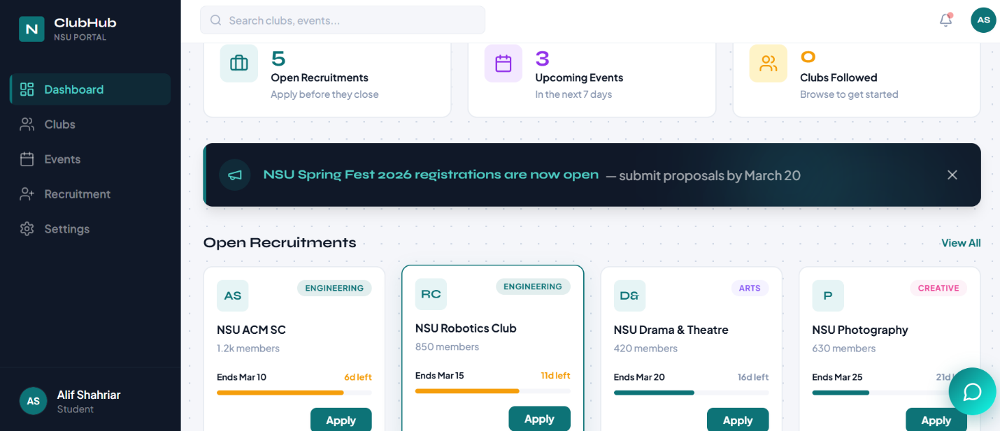 N
ClubHub
NSU PORTAL
Dashboard
Clubs
Events
Recruitment
Settings
AS
Alif Shahriar
Student
Search clubs, events...
AS
5
Open Recruitments
Apply before they close
3
Upcoming Events
In the next 7 days
0
Clubs Followed
Browse to get started
NSU Spring Fest 2026 registrations are now open — submit proposals by March 20
Open Recruitments
View All
AS
ENGINEERING
NSU ACM SC
1.2k members
Ends Mar 10 6d left
Apply
RC
ENGINEERING
NSU Robotics Club
850 members
Ends Mar 15 11d left
Apply
D&
ARTS
NSU Drama & Theatre
420 members
Ends Mar 20 16d left
Apply
P
CREATIVE
NSU Photography
630 members
Ends Mar 25 21d
Apply